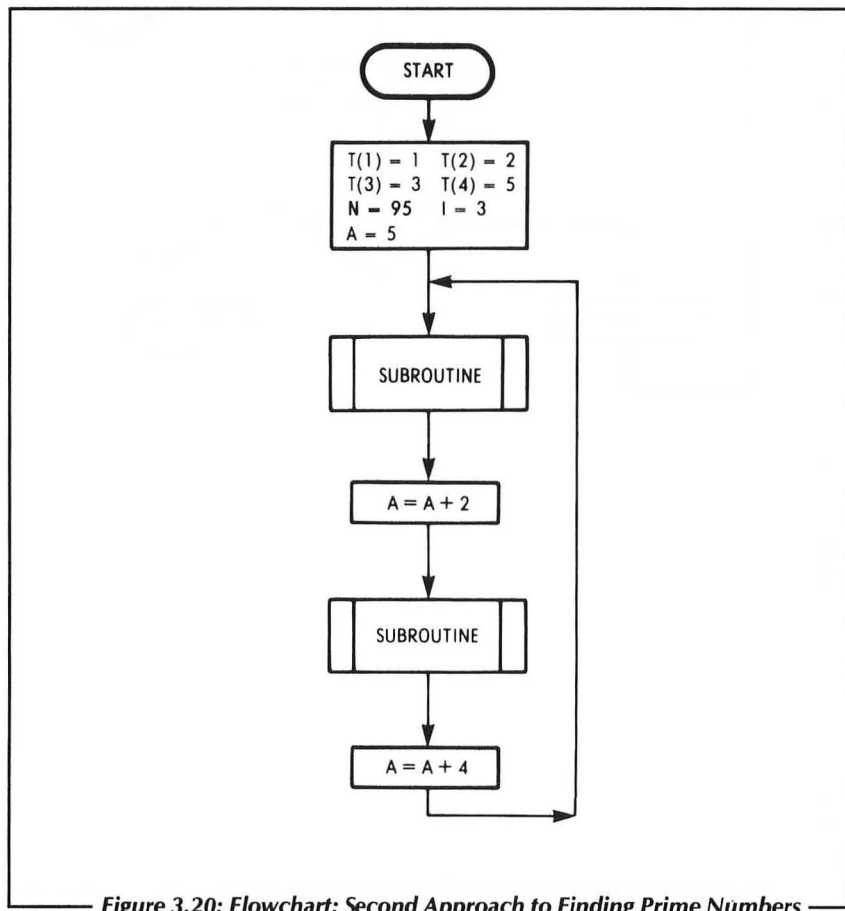 START
T(1) = 1 T(2) = 2
T(3) = 3 T(4) = 5
N = 95 I = 3
A = 5
SUBROUTINE
A = A + 2
SUBROUTINE
A = A + 4
Figure 3.20: Flowchart: Second Approach to Finding Prime Numbers